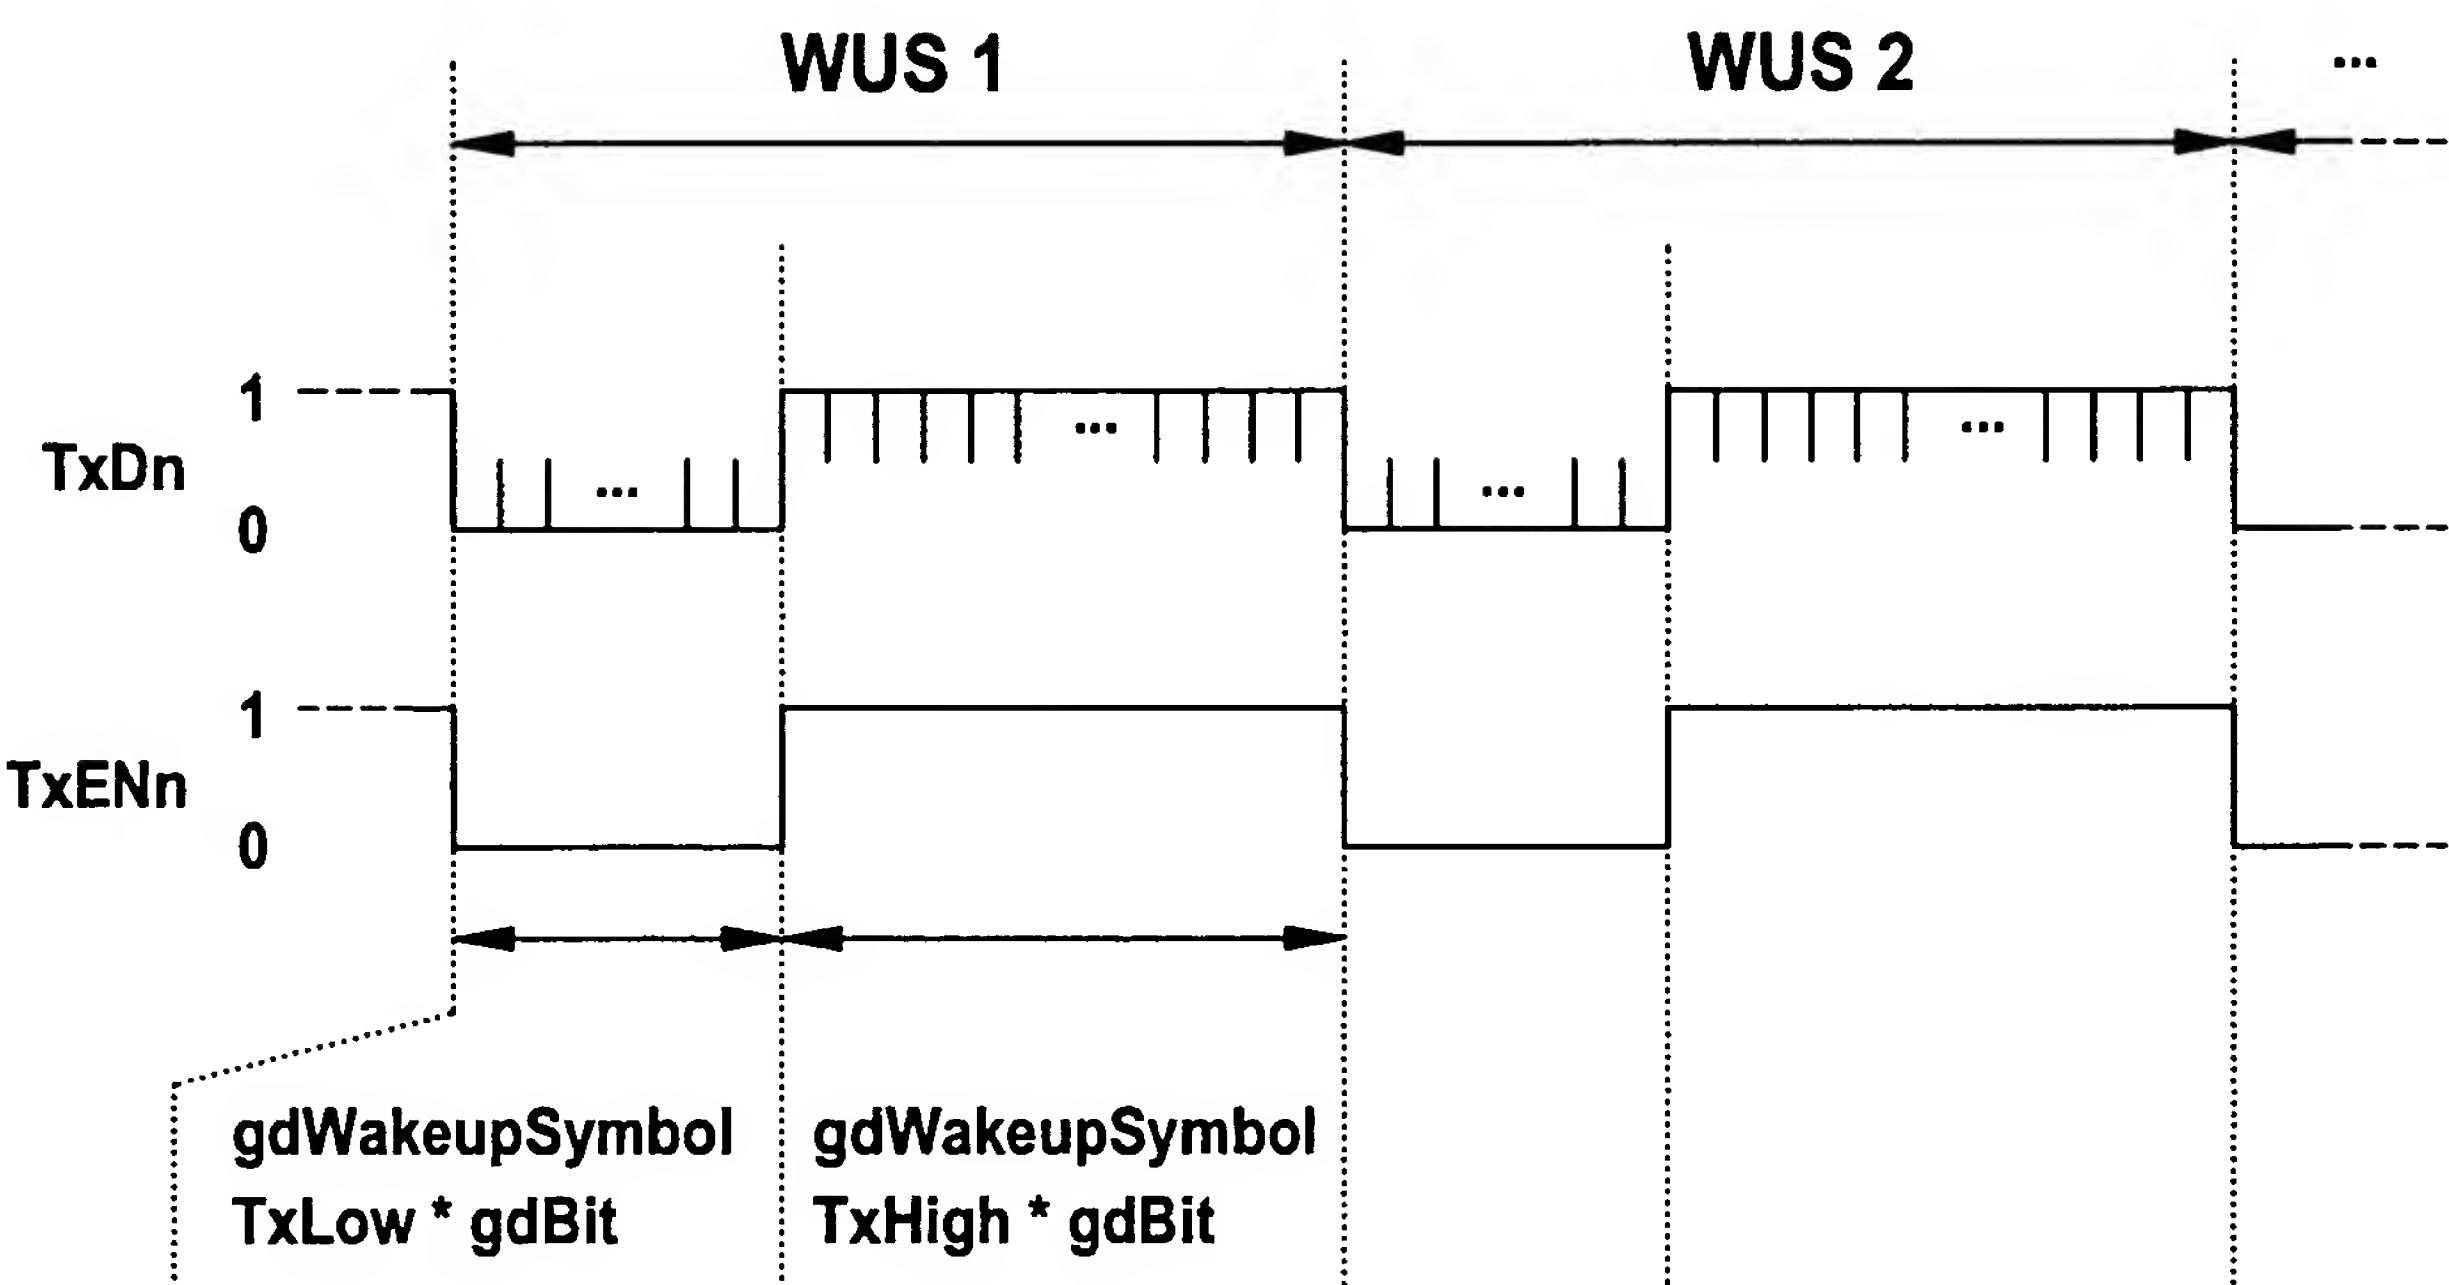 WUS 1 WUS 2 ...
1
... ... ... ...
TxDn
0
1
TxENn
0
gdWakeupSymbol gdWakeupSymbol
TxLow * gdBit TxHigh * gdBit